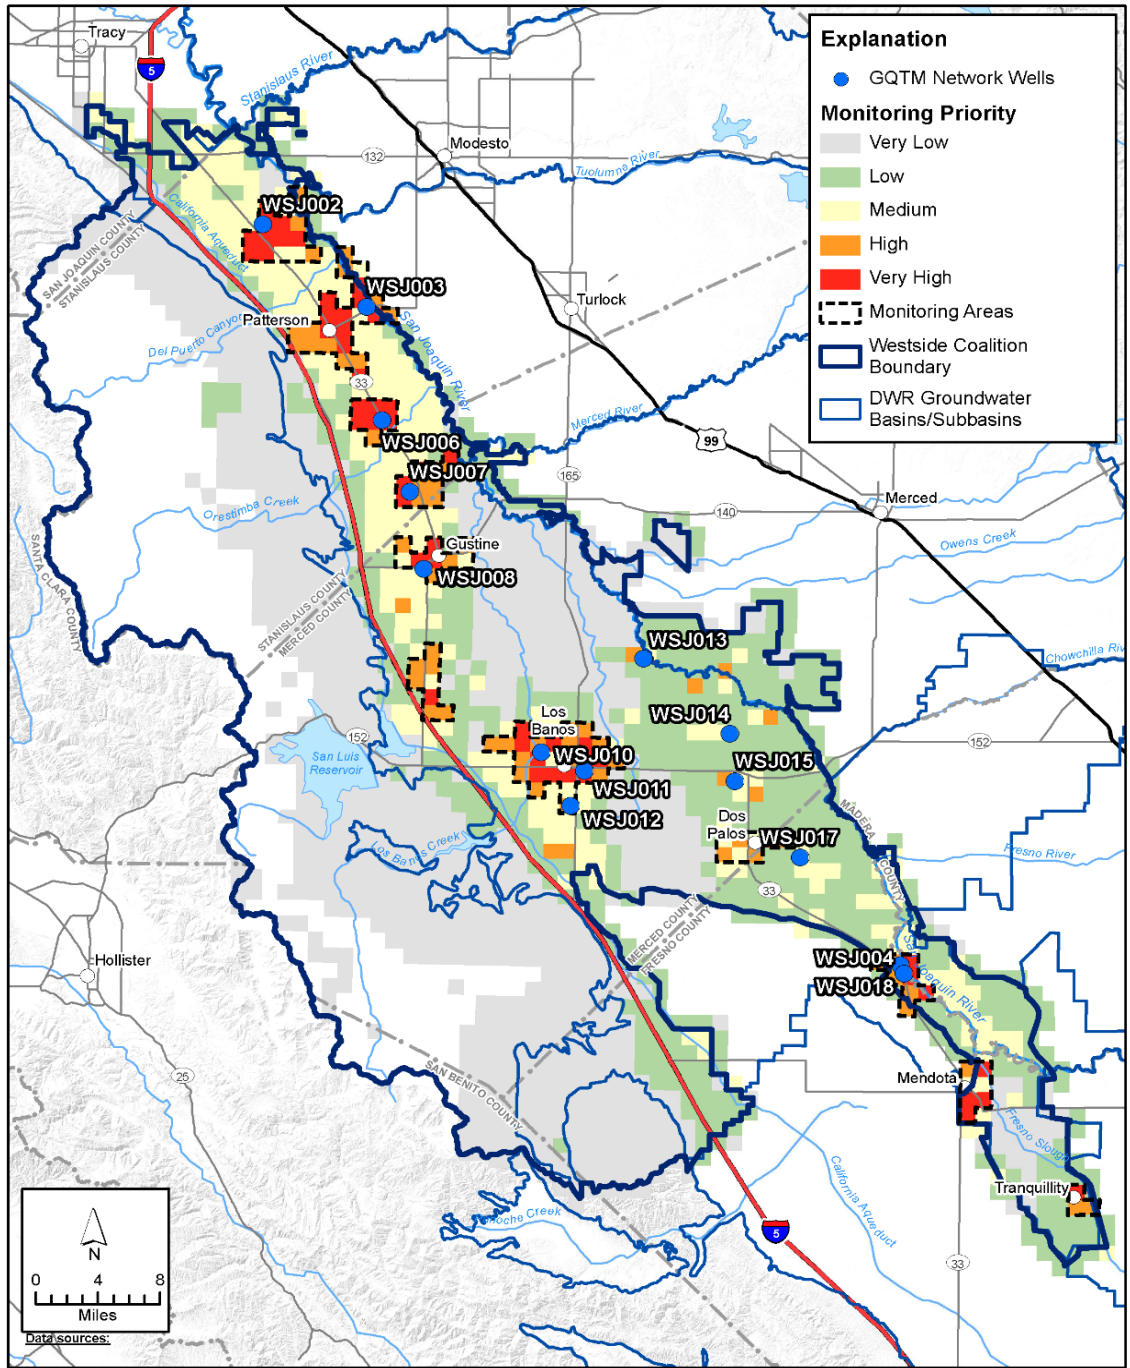 Tracy
5
Stanislaus River
132
Modesto
Tuolumne River
Explanation
GQTM Network Wells
Monitoring Priority
Very Low
Low
Medium
High
Very High
Monitoring Areas
Westside Coalition
Boundary
DWR Groundwater
Basins/Subbasins
WSJ002
California Aqueduct
SAN JOAQUIN COUNTY
STANISLAUS COUNTY
WSJ003
Patterson
Del Puerto Canyon
San Joaquin River
Turlock
33
Merced River
99
WSJ006
WSJ007
165
Merced
140
Orestimba Creek
Owens Creek
Gustine
WSJ008
SANTA CLARA COUNTY
STANISLAUS COUNTY
MERCED COUNTY
WSJ013
Chowchilla Riv
WSJ014
Los
Banos
152
152
San Luis
Reservoir
WSJ010
WSJ015
WSJ011
WSJ012
MADERA COUNTY
Dos
Palos
WSJ017
Los Banos Creek
Fresno River
33
MERCED COUNTY
FRESNO COUNTY
Hollister
WSJ004
WSJ018
San Joaquin River
25
SAN BENITO COUNTY
Mendota
Fresno Slough
California Aqueduct
Tranquillity
noche Creek
5
33
N
0 4 8
Miles
Data sources: